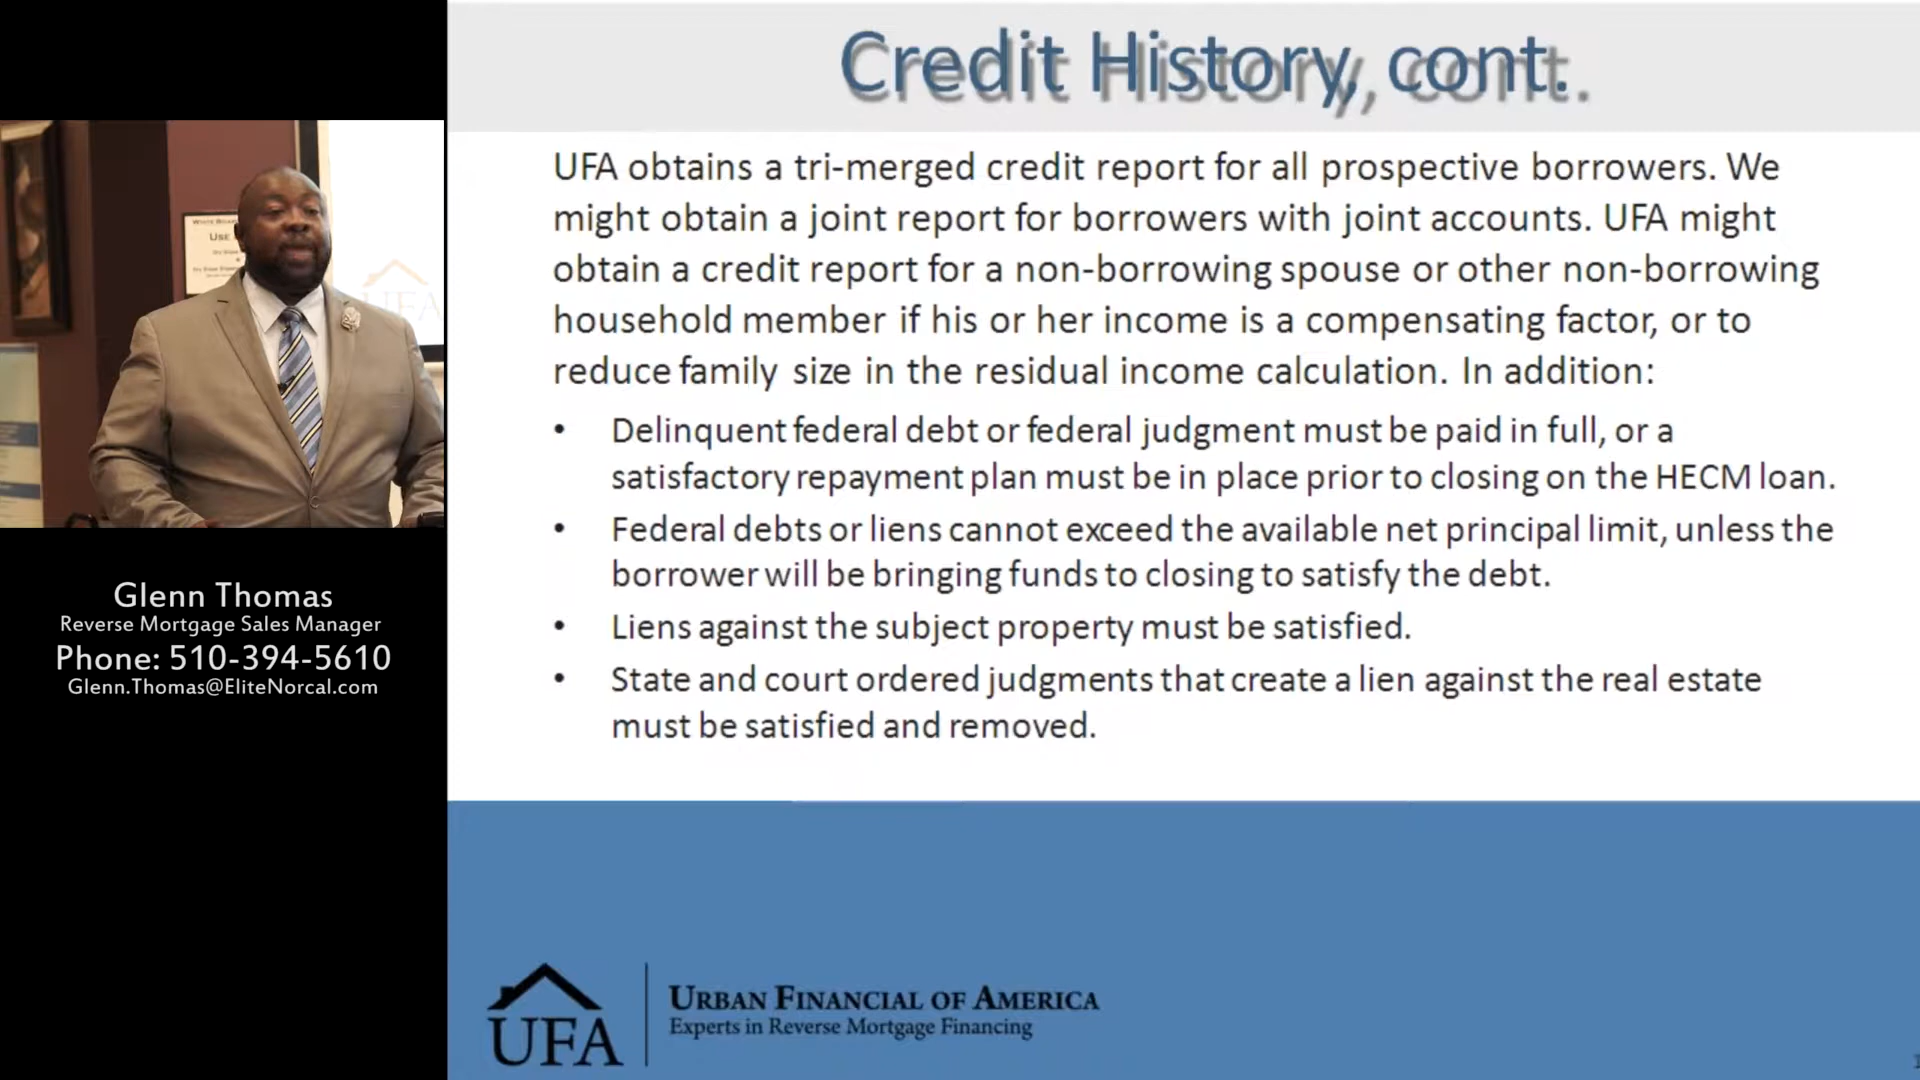 Credit History, cont.
UFA obtains a tri-merged credit report for all prospective borrowers. We
might obtain a joint report for borrowers with joint accounts. UFA might
obtain a credit report for a non-borrowing spouse or other non-borrowing
household member if his or her income is a compensating factor, or to
reduce family size in the residual income calculation. In addition:
• Delinquent federal debt or federal judgment must be paid in full, or a
satisfactory repayment plan must be in place prior to closing on the HECM loan.
• Federal debts or liens cannot exceed the available net principal limit, unless the
borrower will be bringing funds to closing to satisfy the debt.
• Liens against the subject property must be satisfied.
• State and court ordered judgments that create a lien against the real estate
must be satisfied and removed.
USE
UFA
Glenn Thomas
Reverse Mortgage Sales Manager
Phone: 510-394-5610
Glenn.Thomas@EliteNorcal.com
UFA
URBAN FINANCIAL OF AMERICA
Experts in Reverse Mortgage Financing